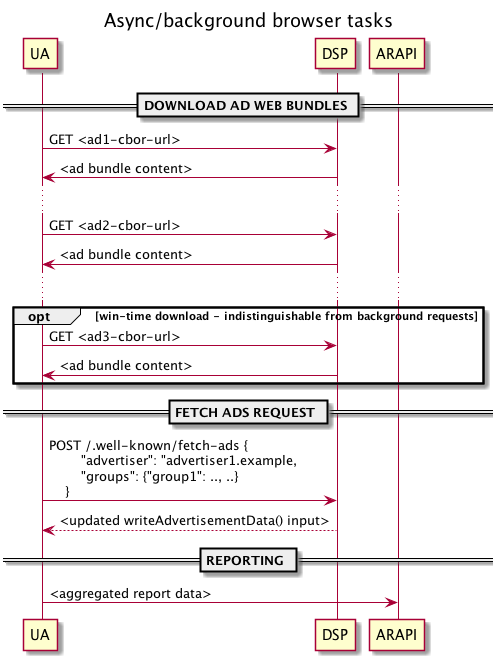 Async/background browser tasks
UA DSP ARAPI
DOWNLOAD AD WEB BUNDLES
GET <ad1-cbor-url>
<ad bundle content>
GET <ad2-cbor-url>
<ad bundle content>
opt [win-time download - indistinguishable from background requests]
GET <ad3-cbor-url>
<ad bundle content>
FETCH ADS REQUEST
POST /.well-known/fetch-ads {
"advertiser": "advertiser1.example,
"groups": {"group1": .., ..}
}
<updated writeAdvertisementData() input>
REPORTING
<aggregated report data>
UA DSP ARAPI